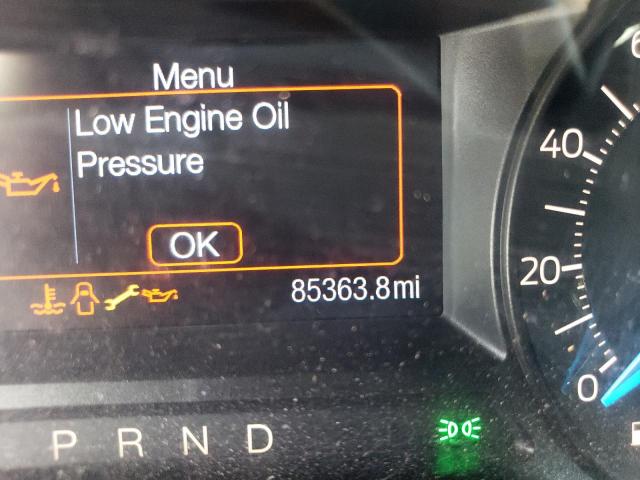 Menu
Low Engine Oil
Pressure
OK
85363.8mi
P R N D
40
20
0